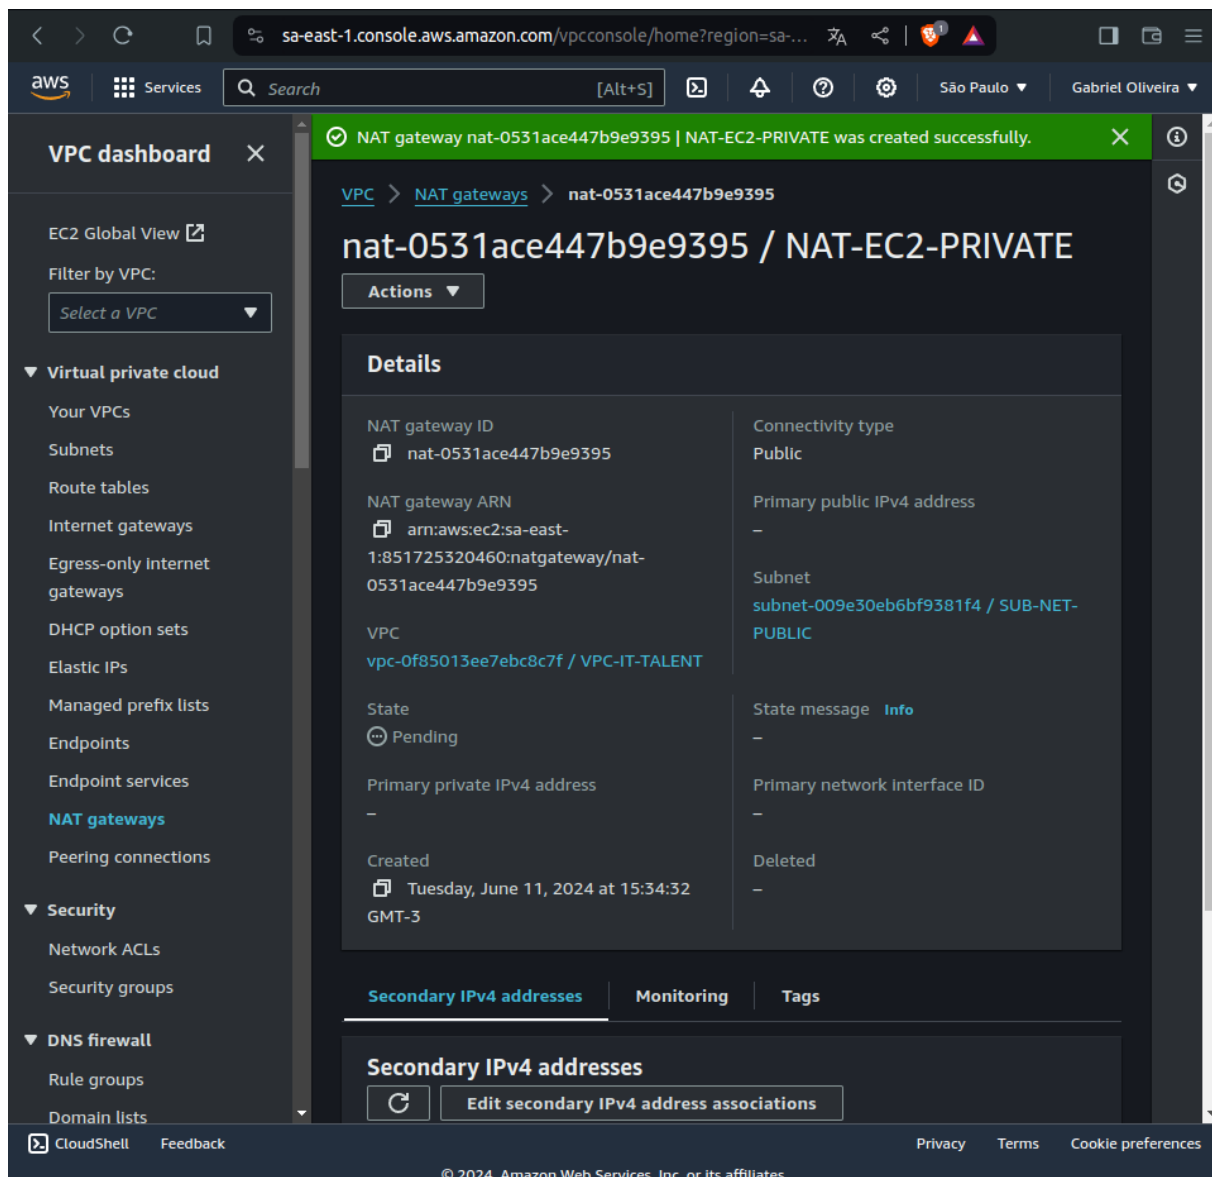 sa-east-1.console.aws.amazon.com/vpcconsole/home?region=sa-...
aws
Services
Search
[Alt+S]
São Paulo
Gabriel Oliveira
VPC dashboard
EC2 Global View
Filter by VPC:
Select a VPC
Virtual private cloud
Your VPCs
Subnets
Route tables
Internet gateways
Egress-only internet
gateways
DHCP option sets
Elastic IPs
Managed prefix lists
Endpoints
Endpoint services
NAT gateways
Peering connections
Security
Network ACLs
Security groups
DNS firewall
Rule groups
Domain lists
NAT gateway nat-0531ace447b9e9395 | NAT-EC2-PRIVATE was created successfully.
VPC > NAT gateways > nat-0531ace447b9e9395
nat-0531ace447b9e9395 / NAT-EC2-PRIVATE
Actions
Details
NAT gateway ID
nat-0531ace447b9e9395
Connectivity type
Public
NAT gateway ARN
arn:aws:ec2:sa-east-
1:851725320460:natgateway/nat-
0531ace447b9e9395
Primary public IPv4 address
–
Subnet
subnet-009e30eb6bf9381f4 / SUB-NET-
PUBLIC
VPC
vpc-0f85013ee7ebc8c7f / VPC-IT-TALENT
State
Pending
State message Info
–
Primary private IPv4 address
–
Primary network interface ID
–
Created
Tuesday, June 11, 2024 at 15:34:32
GMT-3
Deleted
–
Secondary IPv4 addresses
Monitoring
Tags
Secondary IPv4 addresses
Edit secondary IPv4 address associations
CloudShell
Feedback
Privacy
Terms
Cookie preferences
© 2024, Amazon Web Services, Inc. or its affiliates.